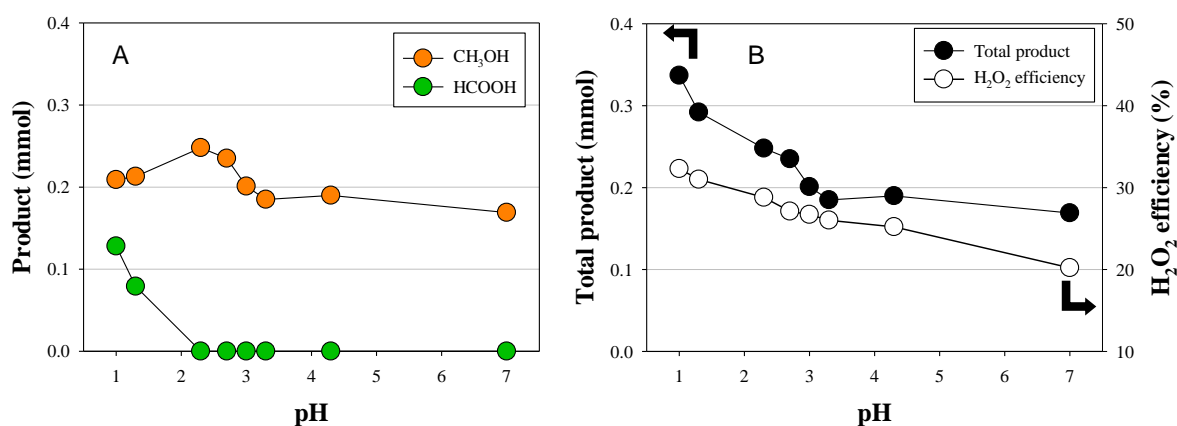 A
CH₃OH
HCOOH
0.4
0.3
0.2
0.1
0.0
Product (mmol)
1 2 3 4 5 6 7
pH
B
Total product
H₂O₂ efficiency
0.4
0.3
0.2
0.1
0.0
Total product (mmol)
50
40
30
20
10
H₂O₂ efficiency (%)
1 2 3 4 5 6 7
pH